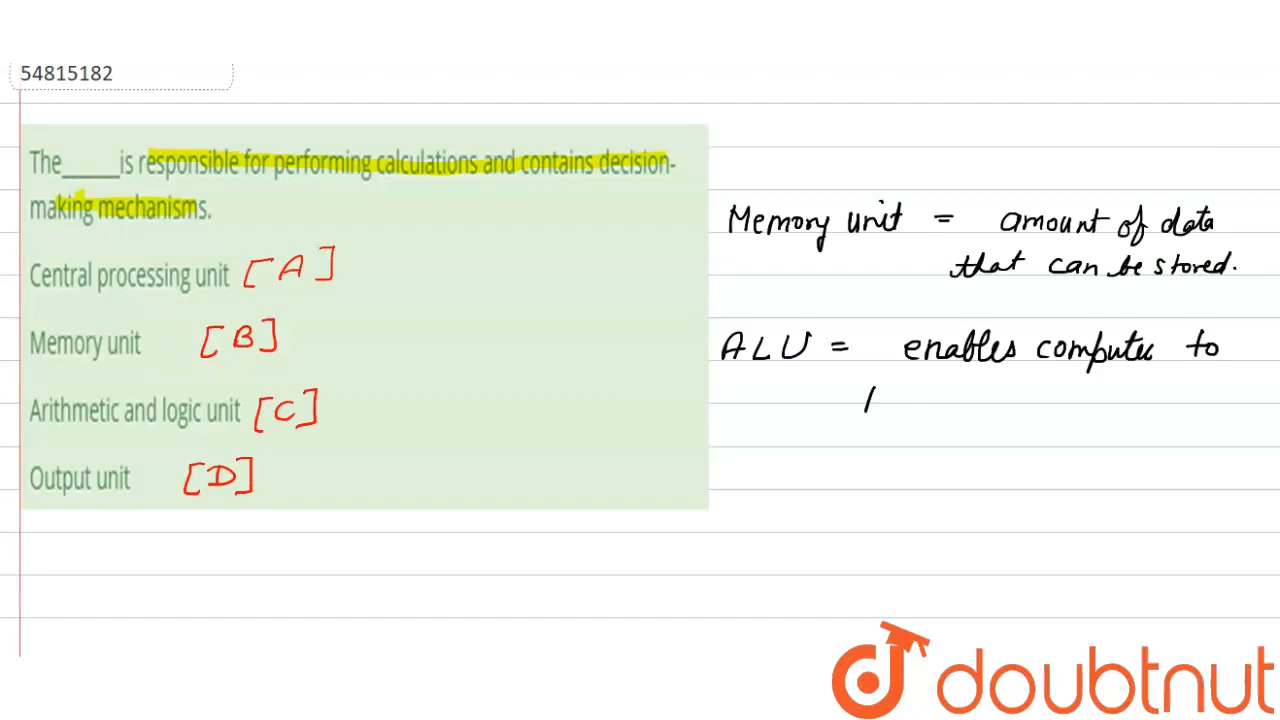 54815182
The______is responsible for performing calculations and contains decision-
making mechanisms.
Central processing unit [A]
Memory unit [B]
Arithmetic and logic unit [C]
Output unit [D]
Memory unit = amount of data
that can be stored.
ALU = enables computer to
doubtnut